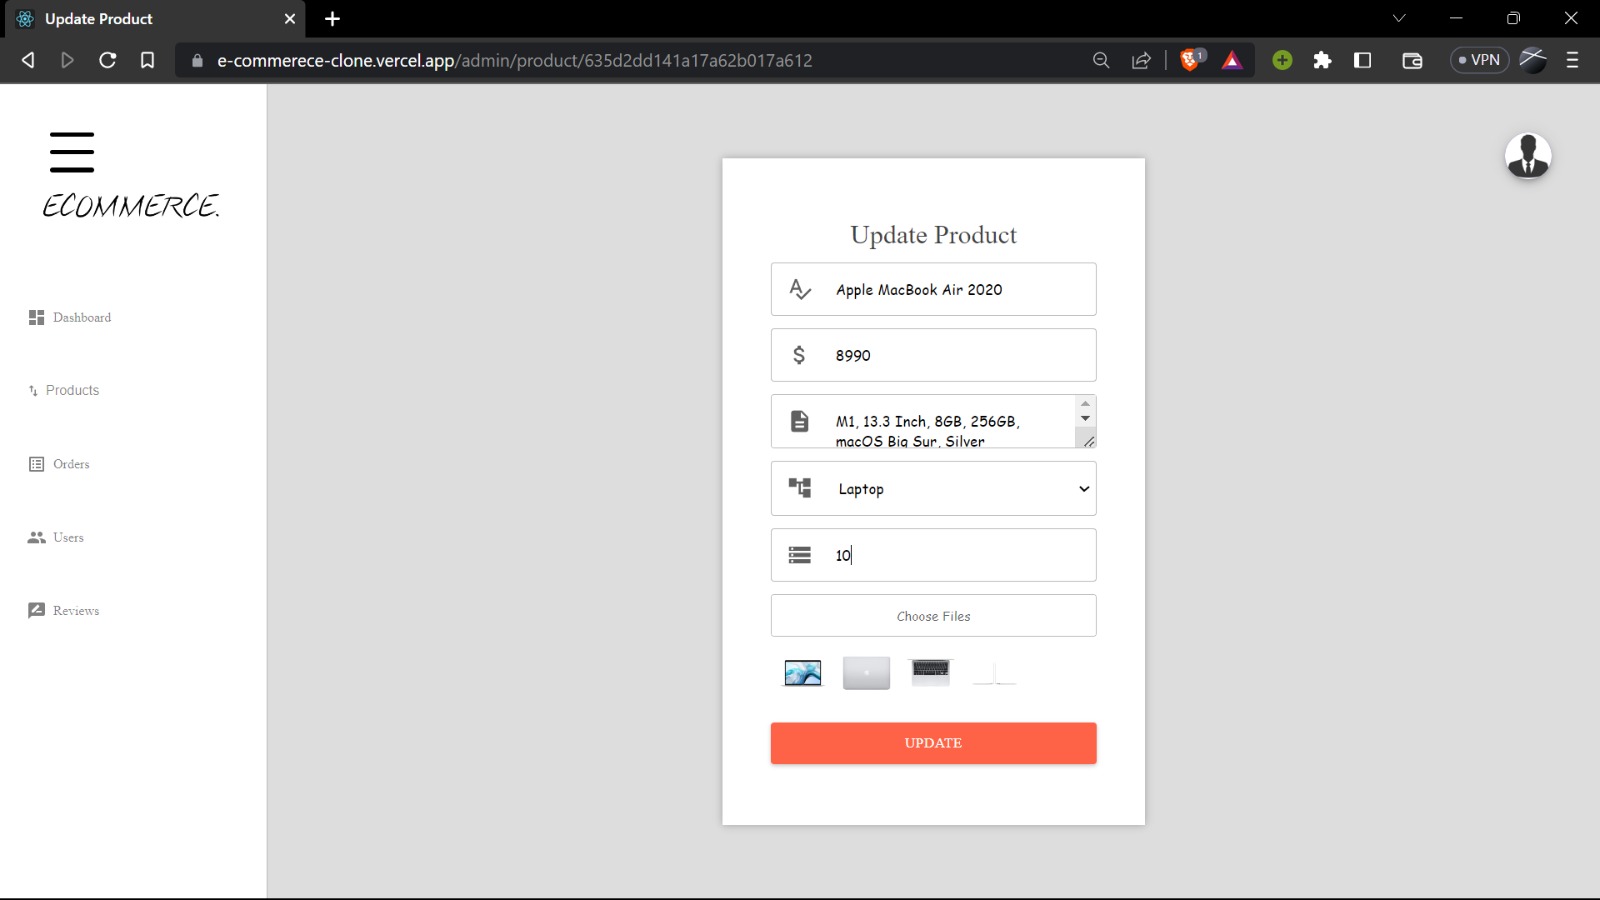 Update Product
e-commerece-clone.vercel.app/admin/product/635d2dd141a17a62b017a612
1
VPN
ECOMMERCE.
Dashboard
Products
Orders
Users
Reviews
Update Product
Apple MacBook Air 2020
8990
M1, 13.3 Inch, 8GB, 256GB,
macOS Big Sur, Silver
Laptop
10
Choose Files
UPDATE